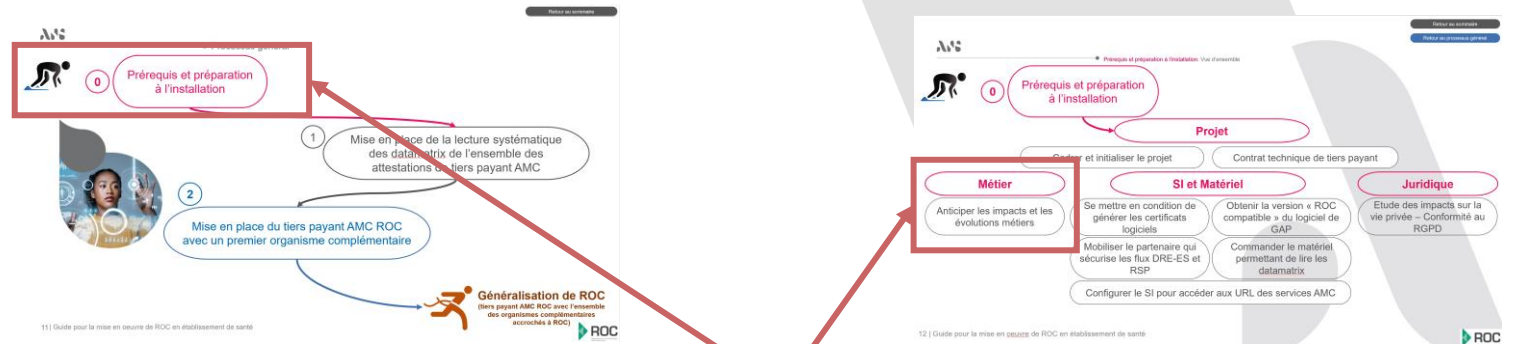 Retour au sommaire
Processus général
0
Prérequis et préparation
à l'installation
1
Mise en place de la lecture systématique
des datamatrix de l'ensemble des
attestations de tiers payant AMC
2
Mise en place du tiers payant AMC ROC
avec un premier organisme complémentaire
Généralisation de ROC
(tiers payant AMC ROC avec l'ensemble
des organismes complémentaires
accrochés à ROC)
11 | Guide pour la mise en oeuvre de ROC en établissement de santé
ROC
Retour au sommaire
Retour au processus général
Prérequis et préparation à l'installation Vue d'ensemble
0
Prérequis et préparation
à l'installation
Projet
Cadrer et initialiser le projet
Contrat technique de tiers payant
Métier
SI et Matériel
Juridique
Anticiper les impacts et les
évolutions métiers
Se mettre en condition de
générer les certificats
logiciels
Obtenir la version « ROC
compatible » du logiciel de
GAP
Etude des impacts sur la
vie privée – Conformité au
RGPD
Mobiliser le partenaire qui
sécurise les flux DRE-ES et
RSP
Commander le matériel
permettant de lire les
datamatrix
Configurer le SI pour accéder aux URL des services AMC
12 | Guide pour la mise en oeuvre de ROC en établissement de santé
ROC